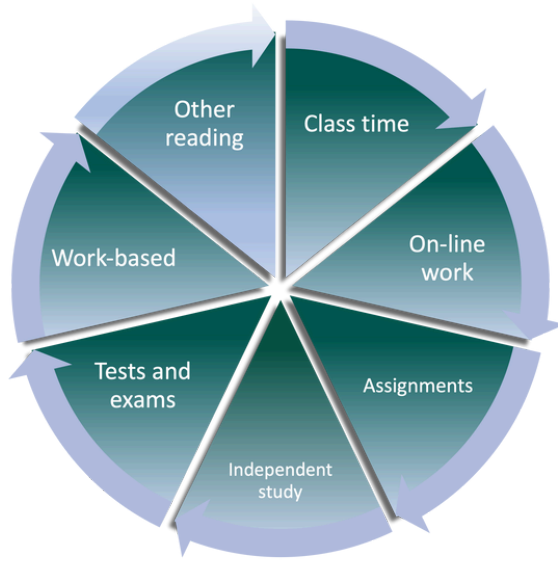 Class time
On-line
work
Assignments
Independent
study
Tests and
exams
Work-based
Other
reading